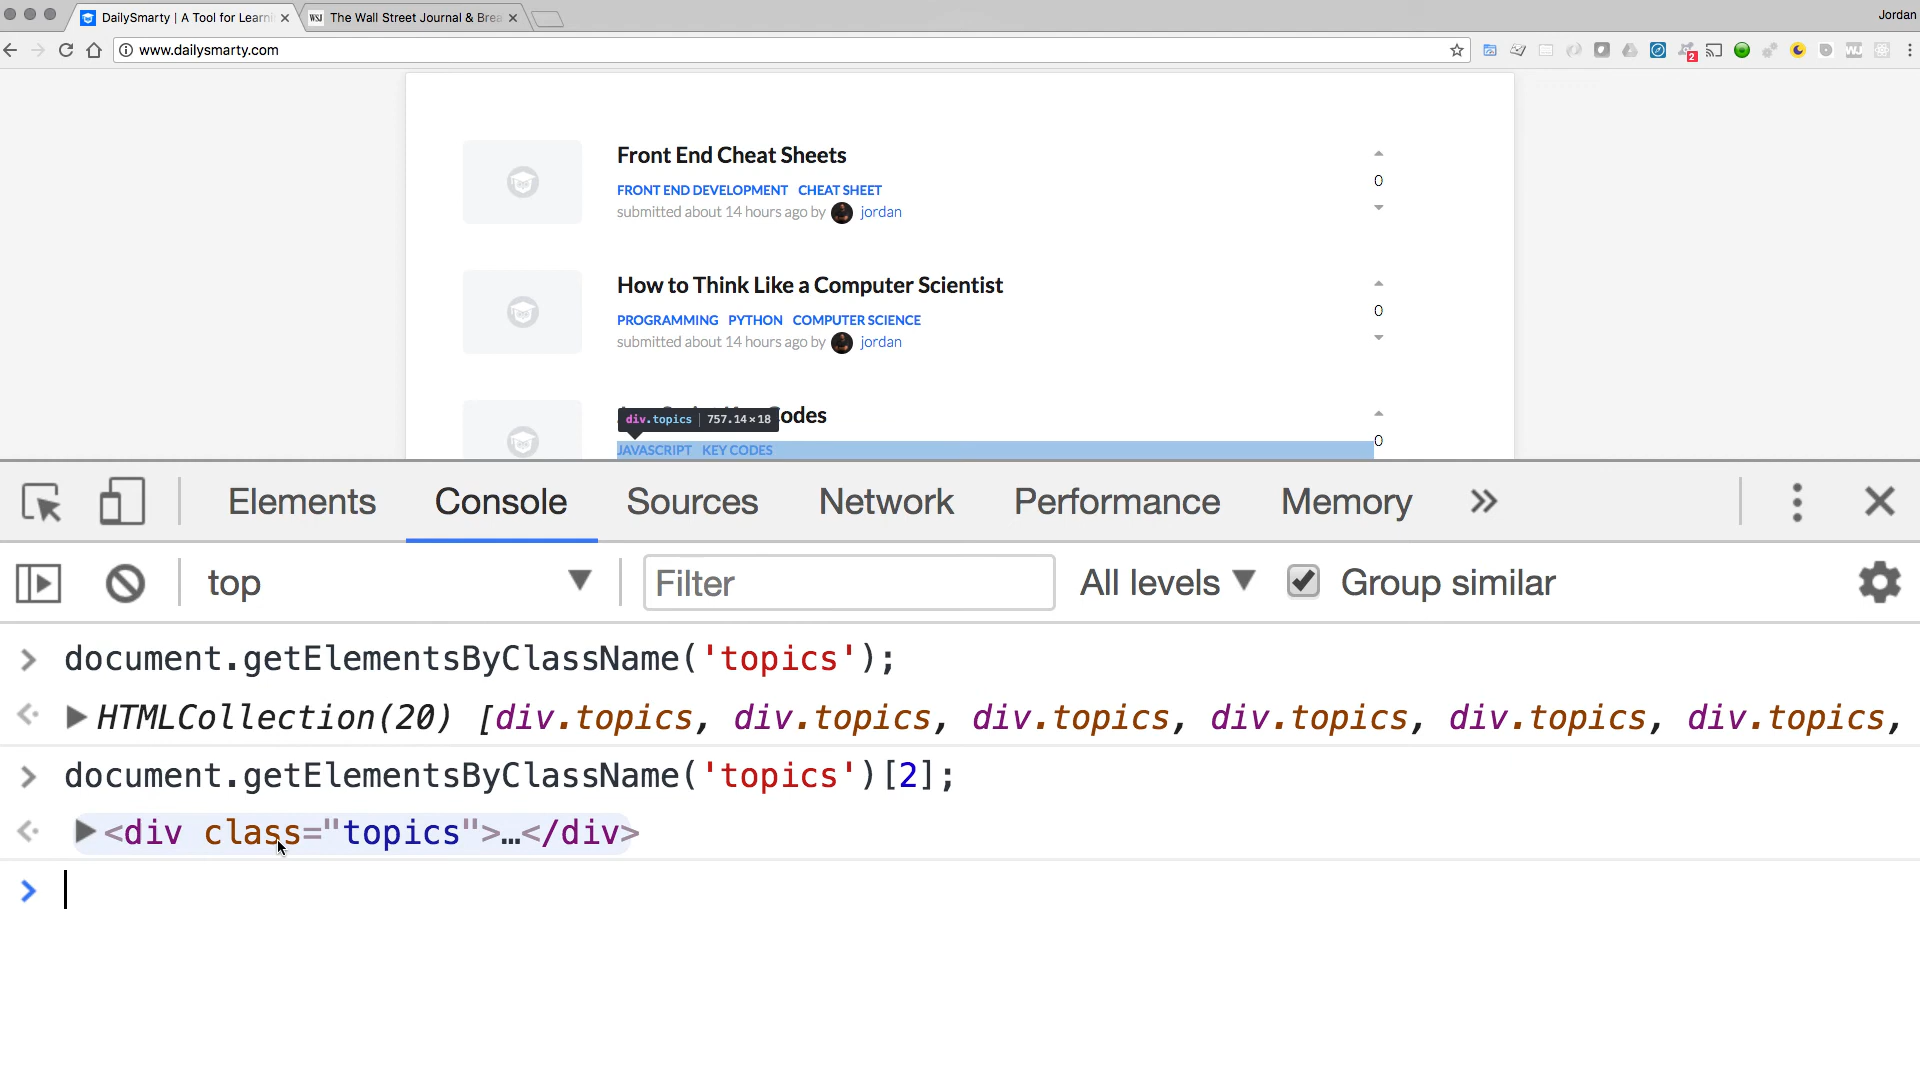 DailySmarty | A Tool for Learni
The Wall Street Journal & Brea
Jordan
www.dailysmarty.com
2
WJ
Front End Cheat Sheets
FRONT END DEVELOPMENT CHEAT SHEET
submitted about 14 hours ago by jordan
0
How to Think Like a Computer Scientist
PROGRAMMING PYTHON COMPUTER SCIENCE
submitted about 14 hours ago by jordan
0
Codes
div.topics 757.14×18
JAVASCRIPT KEY CODES
0
Elements Console Sources Network Performance Memory »
top Filter All levels Group similar
document.getElementsByClassName('topics');
HTMLCollection(20) [div.topics, div.topics, div.topics, div.topics, div.topics, div.topics,
document.getElementsByClassName('topics')[2];
<div class="topics">…</div>